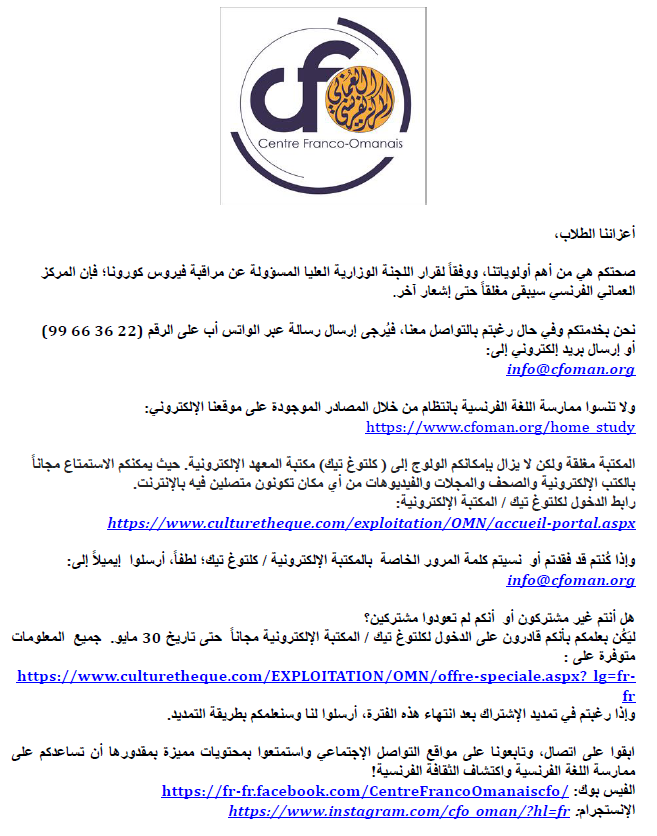 cfo
المركز الفرنسي العُماني
Centre Franco-Omanais
أعزائنا الطلاب،
صحتكم هي من أهم أولوياتنا، ووفقاً لقرار اللجنة الوزارية العليا المسؤولة عن مراقبة فيروس كورونا؛ فإن المركز
العماني الفرنسي سيبقى مغلقاً حتى إشعار آخر.
نحن بخدمتكم وفي حال رغبتم بالتواصل معنا، فيُرجى إرسال رسالة عبر الواتس أب على الرقم (22 36 66 99)
أو إرسال بريد إلكتروني إلى:
info@cfoman.org
ولا تنسوا ممارسة اللغة الفرنسية بانتظام من خلال المصادر الموجودة على موقعنا الإلكتروني:
https://www.cfoman.org/home_study
المكتبة مغلقة ولكن لا يزال بإمكانكم الولوج إلى ( كلتوغ تيك) مكتبة المعهد الإلكترونية. حيث يمكنكم الاستمتاع مجاناً
بالكتب الإلكترونية والصحف والمجلات والفيديوهات من أي مكان تكونون متصلين فيه بالإنترنت.
رابط الدخول لكلتوغ تيك / المكتبة الإلكترونية:
https://www.culturetheque.com/exploitation/OMN/accueil-portal.aspx
وإذا كُنتم قد فقدتم أو نسيتم كلمة المرور الخاصة بالمكتبة الإلكترونية / كلتوغ تيك؛ لطفاً، أرسلوا إيميلاً إلى:
info@cfoman.org
هل أنتم غير مشتركون أو أنكم لم تعودوا مشتركين؟
ليَكُن بعلمكم بأنكم قادرون على الدخول لكلتوغ تيك / المكتبة الإلكترونية مجاناً حتى تاريخ 30 مايو. جميع المعلومات
متوفرة على :
https://www.culturetheque.com/EXPLOITATION/OMN/offre-speciale.aspx?_lg=fr-
fr
وإذا رغبتم في تمديد الإشتراك بعد انتهاء هذه الفترة، أرسلوا لنا وسنعلمكم بطريقة التمديد.
ابقوا على اتصال، وتابعونا على مواقع التواصل الإجتماعي واستمتعوا بمحتويات مميزة بمقدورها أن تساعدكم على
ممارسة اللغة الفرنسية واكتشاف الثقافة الفرنسية!
الفيس بوك: https://fr-fr.facebook.com/CentreFrancoOmanaiscfo/
الإنستجرام: https://www.instagram.com/cfo_oman/?hl=fr